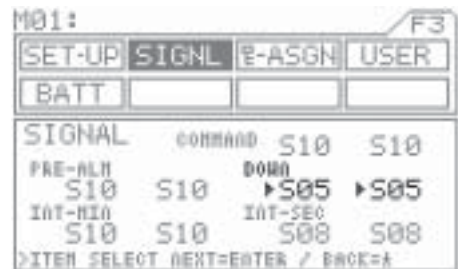 M01: F3
SET-UP SIGNL -ASGN USER
BATT
SIGNAL COMMAND S10 S10
PRE-ALM DOWN
S10 S10 ▶S05 ▶S05
INT-MIN INT-SEC
S10 S10 S08 S08
>ITEM SELECT NEXT=ENTER / BACK=